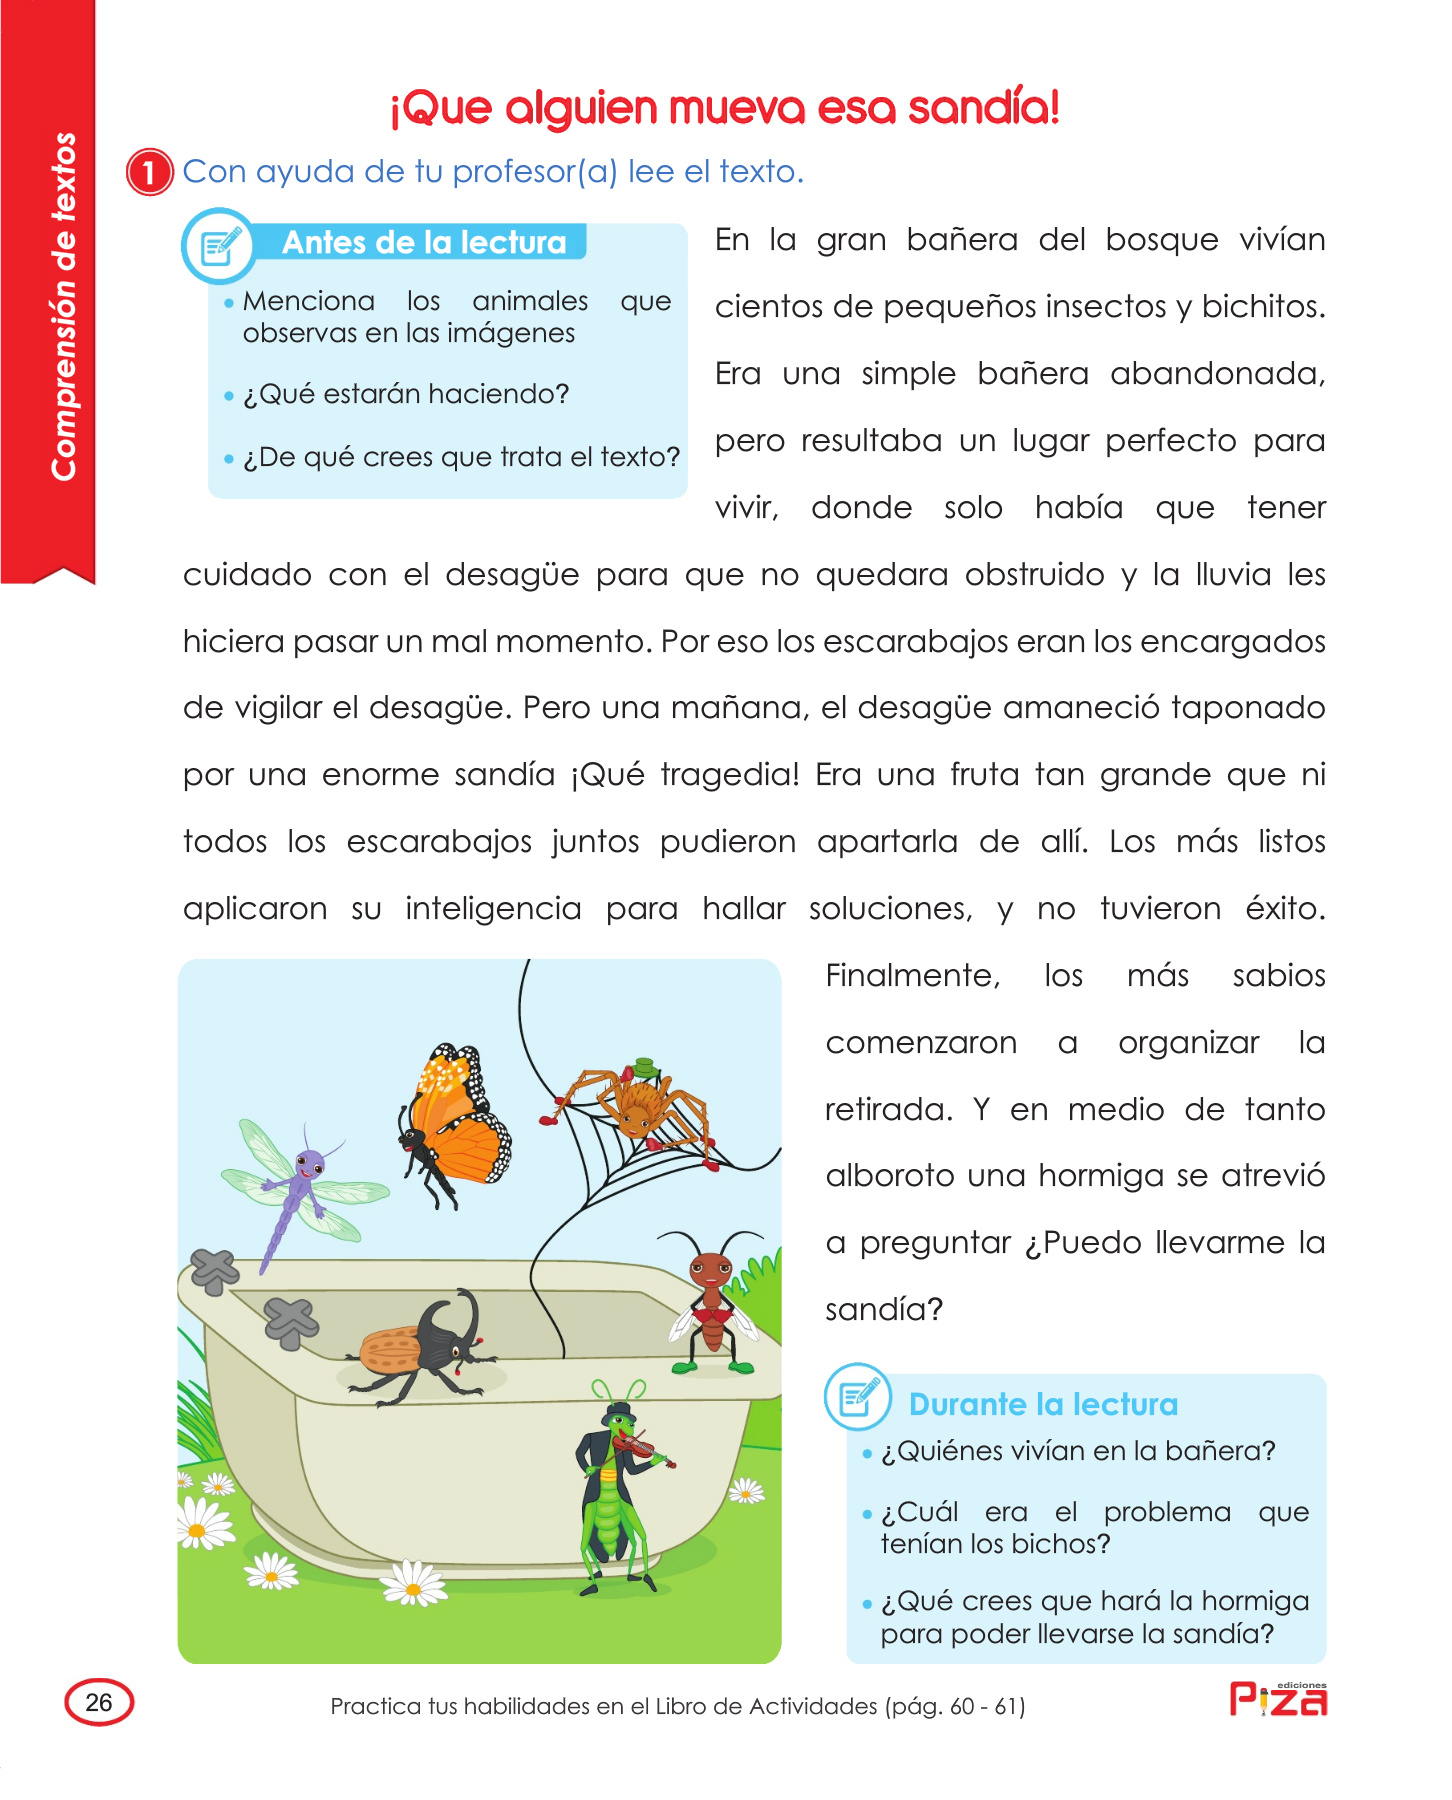 Comprensión de textos
¡Que alguien mueva esa sandía!
1 Con ayuda de tu profesor(a) lee el texto.
Antes de la lectura
• Menciona los animales que
observas en las imágenes
• ¿Qué estarán haciendo?
• ¿De qué crees que trata el texto?
En la gran bañera del bosque vivían
cientos de pequeños insectos y bichitos.
Era una simple bañera abandonada,
pero resultaba un lugar perfecto para
vivir, donde solo había que tener
cuidado con el desagüe para que no quedara obstruido y la lluvia les
hiciera pasar un mal momento. Por eso los escarabajos eran los encargados
de vigilar el desagüe. Pero una mañana, el desagüe amaneció taponado
por una enorme sandía ¡Qué tragedia! Era una fruta tan grande que ni
todos los escarabajos juntos pudieron apartarla de allí. Los más listos
aplicaron su inteligencia para hallar soluciones, y no tuvieron éxito.
Finalmente, los más sabios
comenzaron a organizar la
retirada. Y en medio de tanto
alboroto una hormiga se atrevió
a preguntar ¿Puedo llevarme la
sandía?
Durante la lectura
• ¿Quiénes vivían en la bañera?
• ¿Cuál era el problema que
tenían los bichos?
• ¿Qué crees que hará la hormiga
para poder llevarse la sandía?
26
Practica tus habilidades en el Libro de Actividades (pág. 60 - 61)
ediciones
Piza